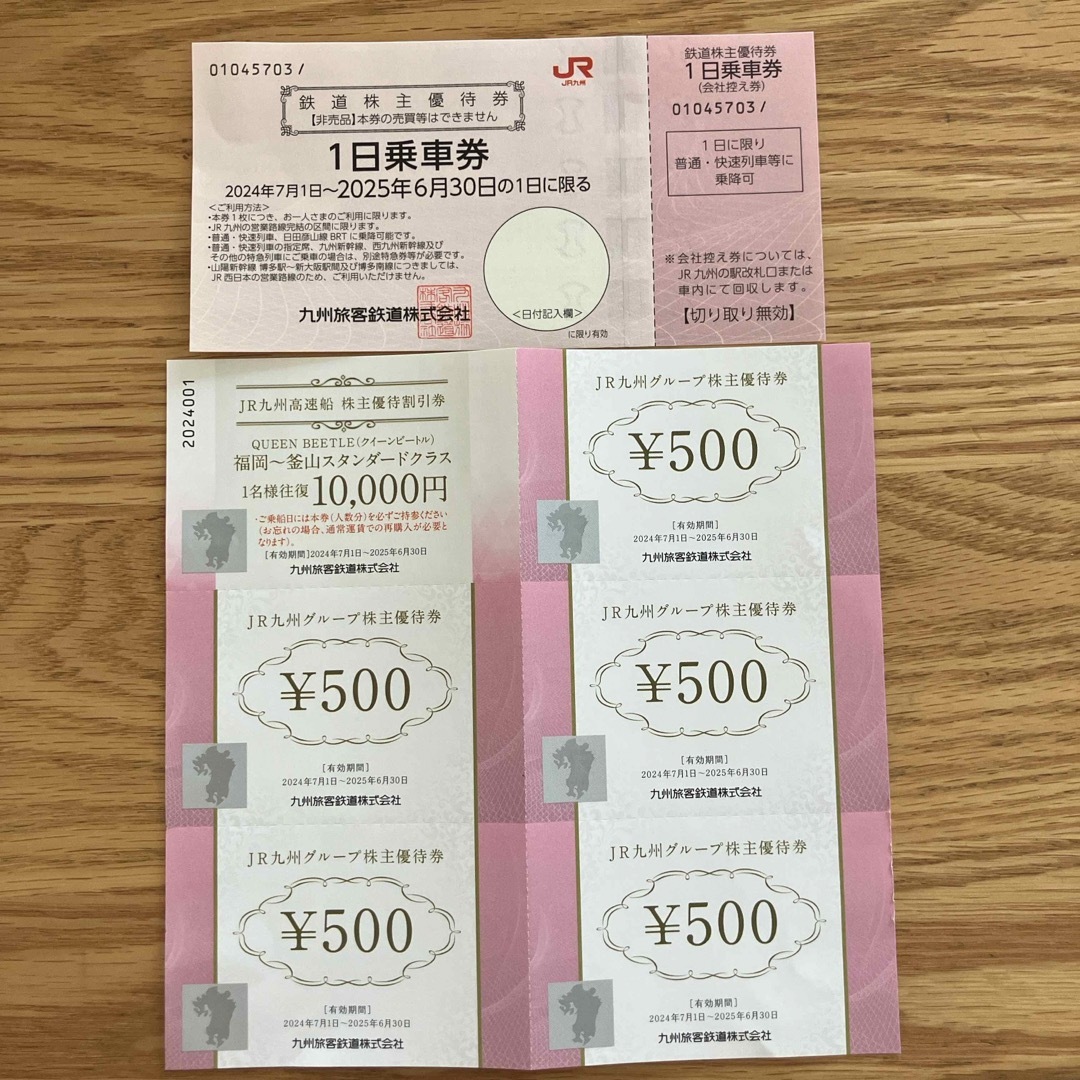 01045703/
JR
JR九州
鉄道株主優待券
【非売品】本券の売買等はできません
1日乗車券
2024年7月1日～2025年6月30日の1日に限る
＜ご利用方法＞
・本券1枚につき、お一人さまのご利用に限ります。
・JR九州の営業路線完結の区間に限ります。
・普通・快速列車、日田彦山線BRTに乗降可能です。
・普通・快速列車の指定席、九州新幹線、西九州新幹線及び
その他の特急列車にご乗車の場合は、別途特急券等が必要です。
・山陽新幹線 博多駅～新大阪駅間及び博多南線につきましては、
JR西日本の営業路線のため、ご利用いただけません。
九州旅客鉄道株式会社
＜日付記入欄＞
に限り有効
鉄道株主優待券
1日乗車券
(会社控え券)
01045703/
1日に限り
普通・快速列車等に
乗降可
※会社控え券については、
JR九州の駅改札口または
車内にて回収します。
【切り取り無効】
2024001
JR九州高速船 株主優待割引券
QUEEN BEETLE(クイーンビートル)
福岡～釜山スタンダードクラス
1名様往復 10,000円
・ご乗船日には本券(人数分)を必ずご持参ください
(お忘れの場合、通常運賃での再購入が必要と
なります)。
[有効期間]2024年7月1日～2025年6月30日
九州旅客鉄道株式会社
JR九州グループ株主優待券
¥500
[有効期間]
2024年7月1日～2025年6月30日
九州旅客鉄道株式会社
JR九州グループ株主優待券
¥500
[有効期間]
2024年7月1日～2025年6月30日
九州旅客鉄道株式会社
JR九州グループ株主優待券
¥500
[有効期間]
2024年7月1日～2025年6月30日
九州旅客鉄道株式会社
JR九州グループ株主優待券
¥500
[有効期間]
2024年7月1日～2025年6月30日
九州旅客鉄道株式会社
JR九州グループ株主優待券
¥500
[有効期間]
2024年7月1日～2025年6月30日
九州旅客鉄道株式会社